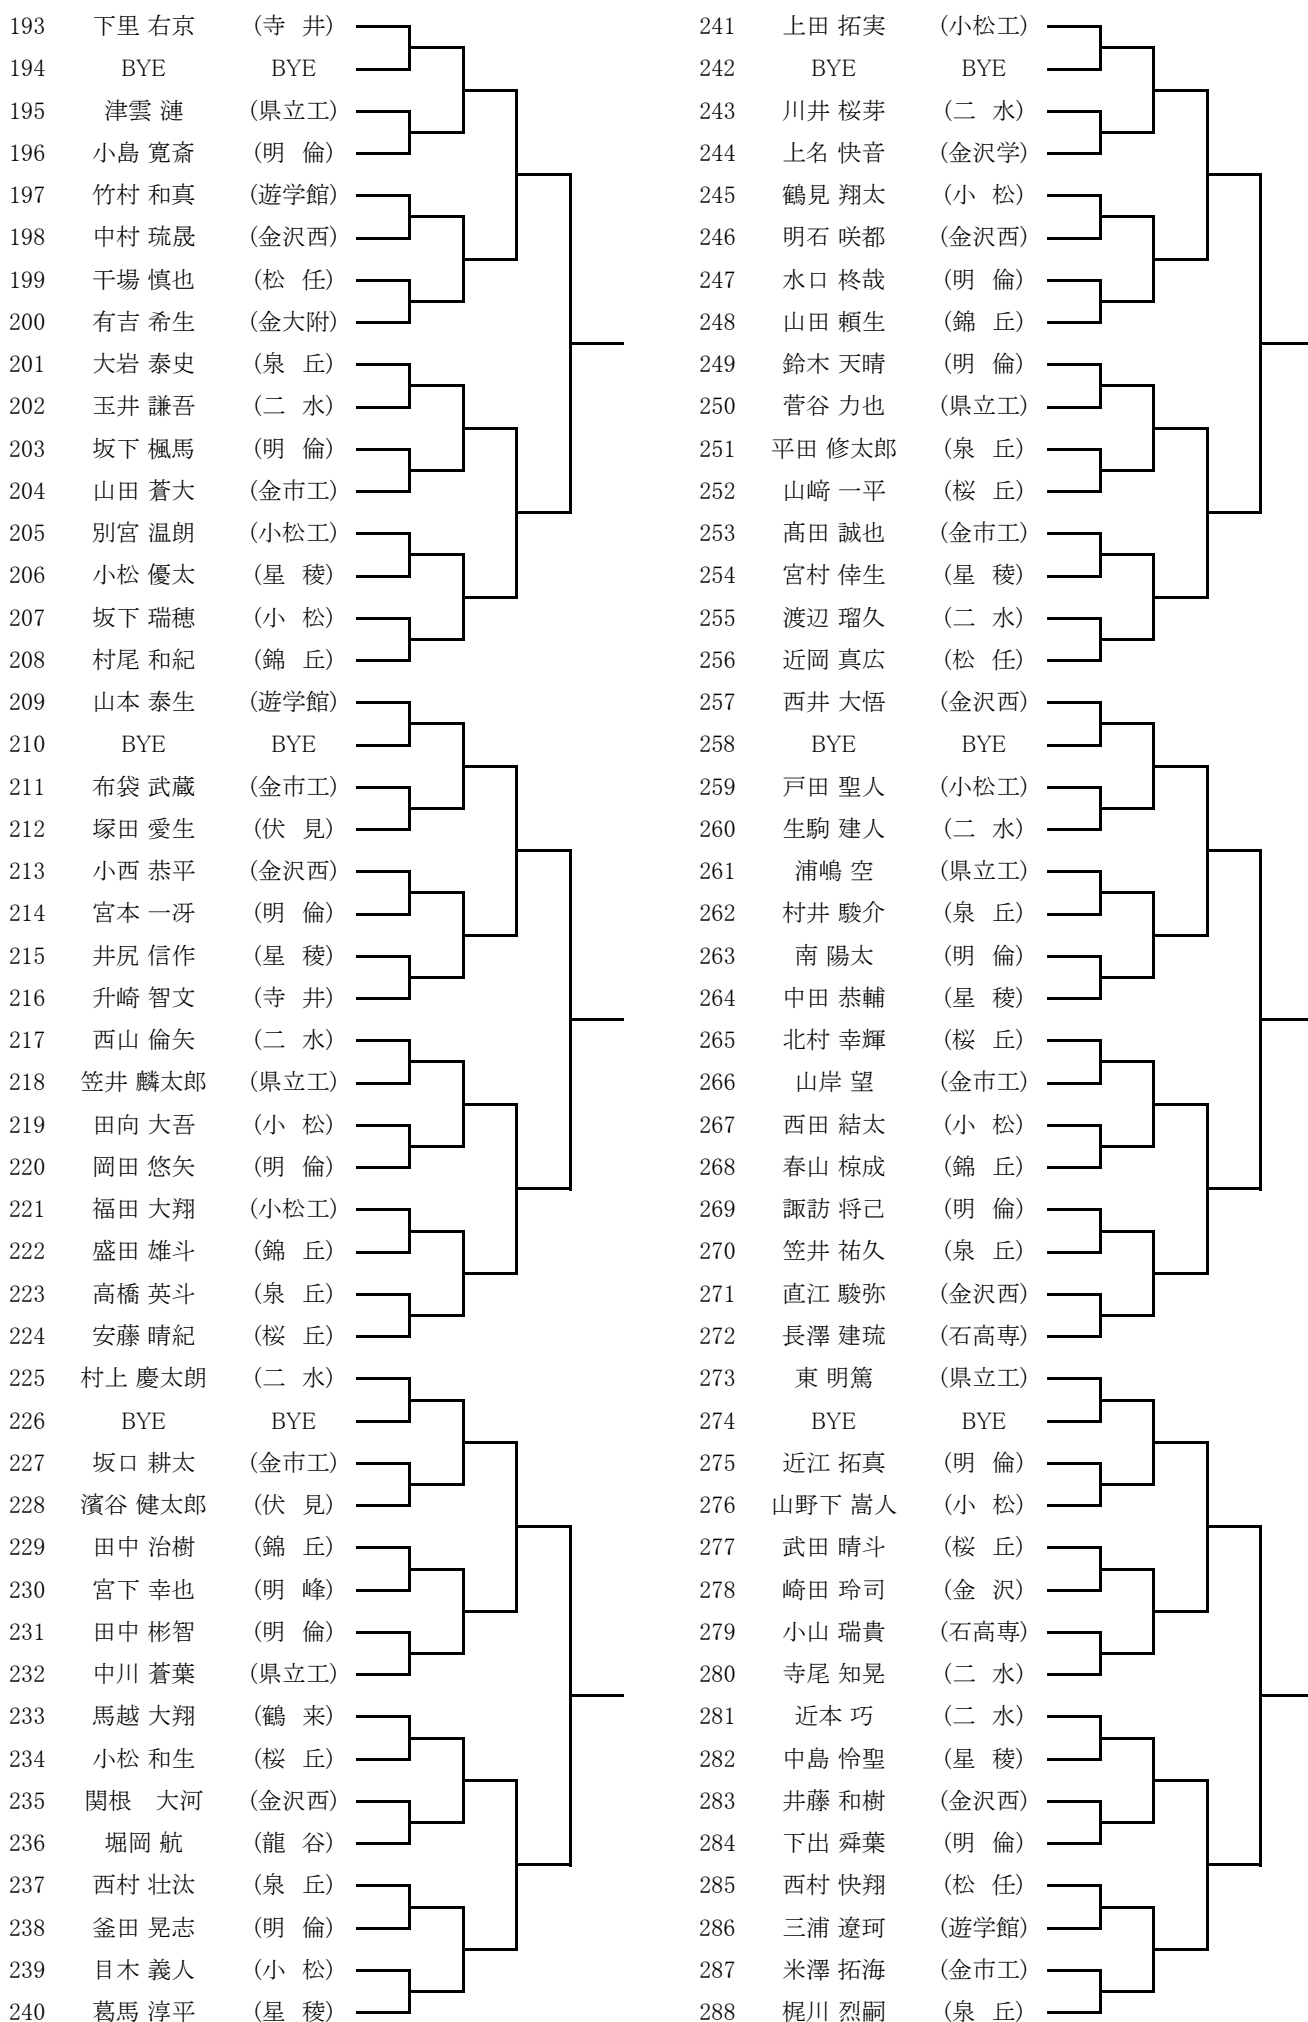 193 下里 右京 (寺 井)
194 BYE BYE
195 津雲 漣 (県立工)
196 小島 寛斎 (明 倫)
197 竹村 和真 (遊学館)
198 中村 琉晟 (金沢西)
199 干場 慎也 (松 任)
200 有吉 希生 (金大附)
201 大岩 泰史 (泉 丘)
202 玉井 謙吾 (二 水)
203 坂下 楓馬 (明 倫)
204 山田 蒼大 (金市工)
205 別宮 温朗 (小松工)
206 小松 優太 (星 稜)
207 坂下 瑞穂 (小 松)
208 村尾 和紀 (錦 丘)
209 山本 泰生 (遊学館)
210 BYE BYE
211 布袋 武蔵 (金市工)
212 塚田 愛生 (伏 見)
213 小西 恭平 (金沢西)
214 宮本 一冴 (明 倫)
215 井尻 信作 (星 稜)
216 升崎 智文 (寺 井)
217 西山 倫矢 (二 水)
218 笠井 麟太郎 (県立工)
219 田向 大吾 (小 松)
220 岡田 悠矢 (明 倫)
221 福田 大翔 (小松工)
222 盛田 雄斗 (錦 丘)
223 高橋 英斗 (泉 丘)
224 安藤 晴紀 (桜 丘)
225 村上 慶太朗 (二 水)
226 BYE BYE
227 坂口 耕太 (金市工)
228 濱谷 健太郎 (伏 見)
229 田中 治樹 (錦 丘)
230 宮下 幸也 (明 峰)
231 田中 彬智 (明 倫)
232 中川 蒼葉 (県立工)
233 馬越 大翔 (鶴 来)
234 小松 和生 (桜 丘)
235 関根　大河 (金沢西)
236 堀岡 航 (龍 谷)
237 西村 壮汰 (泉 丘)
238 釜田 晃志 (明 倫)
239 目木 義人 (小 松)
240 葛馬 淳平 (星 稜)
241 上田 拓実 (小松工)
242 BYE BYE
243 川井 桜芽 (二 水)
244 上名 快音 (金沢学)
245 鶴見 翔太 (小 松)
246 明石 咲都 (金沢西)
247 水口 柊哉 (明 倫)
248 山田 頼生 (錦 丘)
249 鈴木 天晴 (明 倫)
250 菅谷 力也 (県立工)
251 平田 修太郎 (泉 丘)
252 山﨑 一平 (桜 丘)
253 髙田 誠也 (金市工)
254 宮村 倖生 (星 稜)
255 渡辺 瑠久 (二 水)
256 近岡 真広 (松 任)
257 西井 大悟 (金沢西)
258 BYE BYE
259 戸田 聖人 (小松工)
260 生駒 建人 (二 水)
261 浦嶋 空 (県立工)
262 村井 駿介 (泉 丘)
263 南 陽太 (明 倫)
264 中田 恭輔 (星 稜)
265 北村 幸輝 (桜 丘)
266 山岸 望 (金市工)
267 西田 結太 (小 松)
268 春山 椋成 (錦 丘)
269 諏訪 将己 (明 倫)
270 笠井 祐久 (泉 丘)
271 直江 駿弥 (金沢西)
272 長澤 建琉 (石高専)
273 東 明篤 (県立工)
274 BYE BYE
275 近江 拓真 (明 倫)
276 山野下 嵩人 (小 松)
277 武田 晴斗 (桜 丘)
278 崎田 玲司 (金 沢)
279 小山 瑞貴 (石高専)
280 寺尾 知晃 (二 水)
281 近本 巧 (二 水)
282 中島 怜聖 (星 稜)
283 井藤 和樹 (金沢西)
284 下出 舜葉 (明 倫)
285 西村 快翔 (松 任)
286 三浦 遼珂 (遊学館)
287 米澤 拓海 (金市工)
288 梶川 烈嗣 (泉 丘)